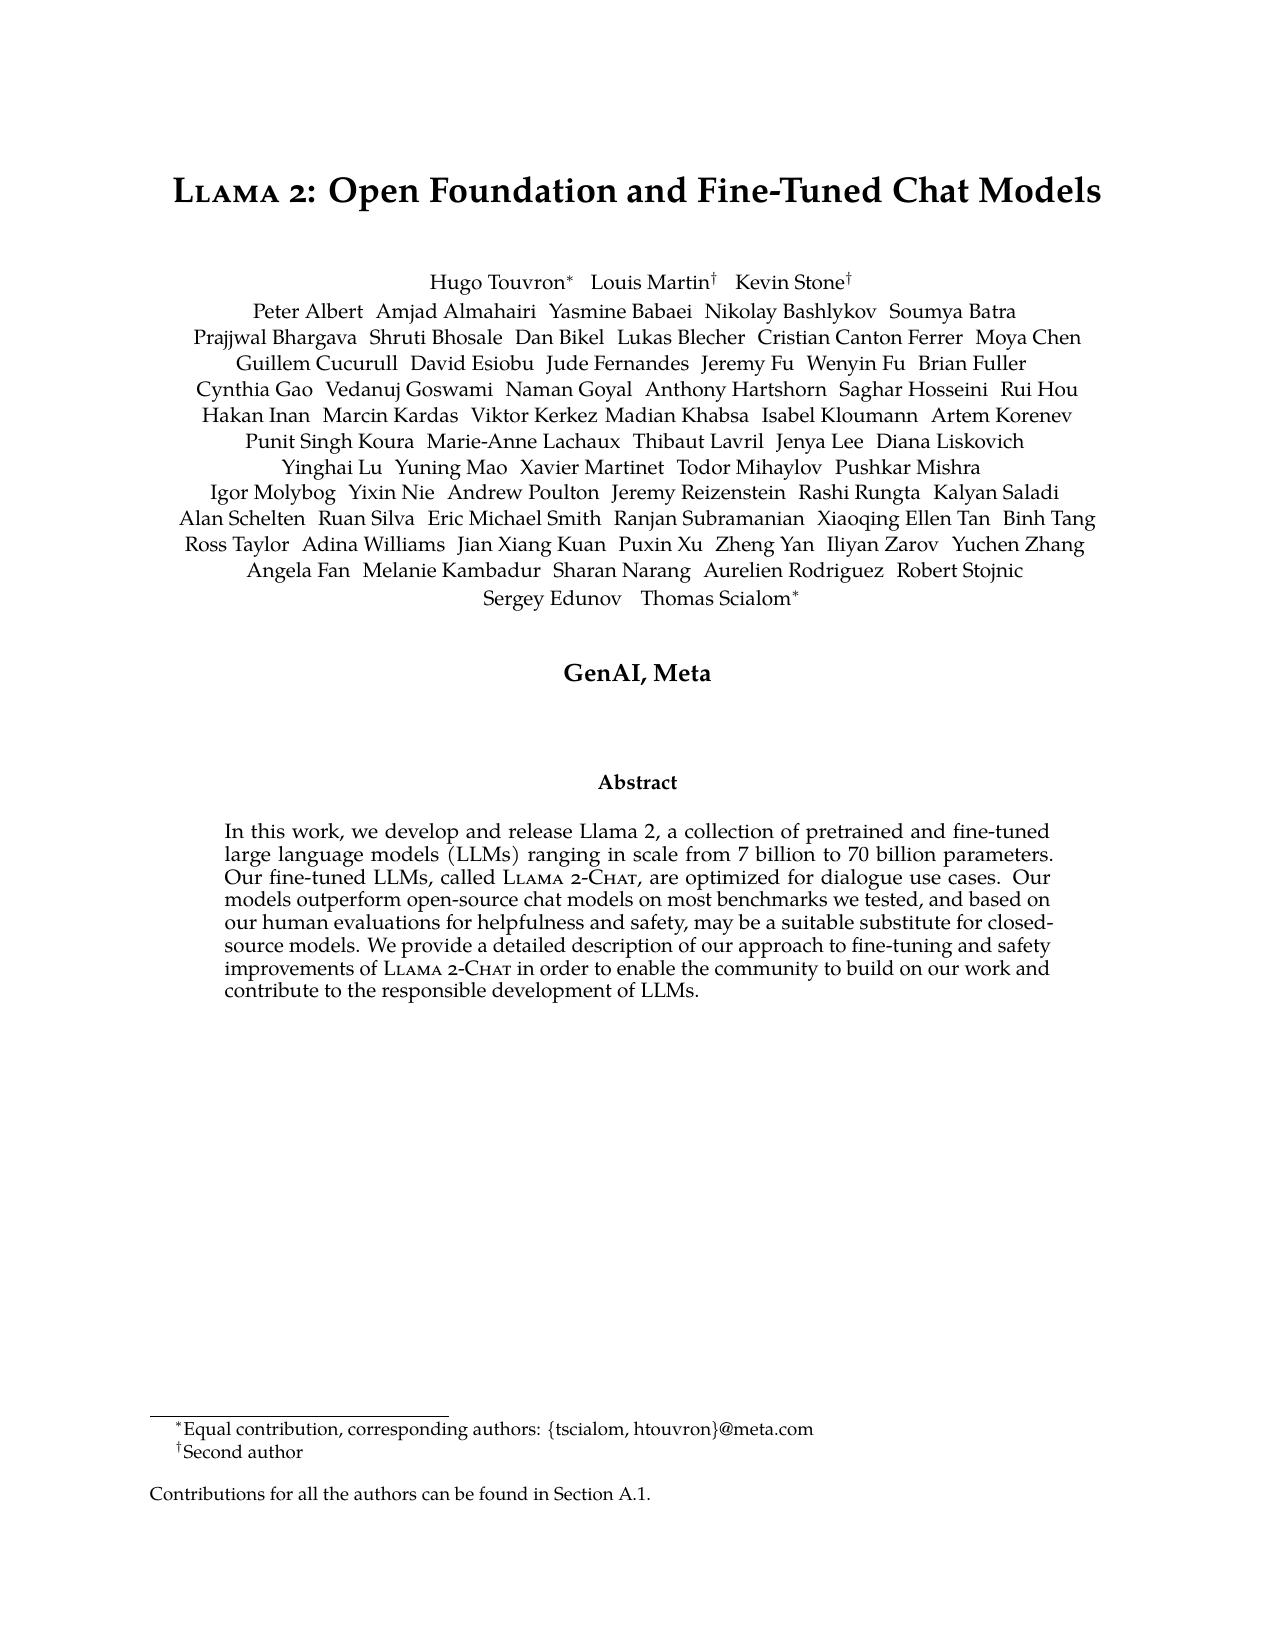 Llama 2: Open Foundation and Fine-Tuned Chat Models
Hugo Touvron* Louis Martin† Kevin Stone†
Peter Albert Amjad Almahairi Yasmine Babaei Nikolay Bashlykov Soumya Batra
Prajjwal Bhargava Shruti Bhosale Dan Bikel Lukas Blecher Cristian Canton Ferrer Moya Chen
Guillem Cucurull David Esiobu Jude Fernandes Jeremy Fu Wenyin Fu Brian Fuller
Cynthia Gao Vedanuj Goswami Naman Goyal Anthony Hartshorn Saghar Hosseini Rui Hou
Hakan Inan Marcin Kardas Viktor Kerkez Madian Khabsa Isabel Kloumann Artem Korenev
Punit Singh Koura Marie-Anne Lachaux Thibaut Lavril Jenya Lee Diana Liskovich
Yinghai Lu Yuning Mao Xavier Martinet Todor Mihaylov Pushkar Mishra
Igor Molybog Yixin Nie Andrew Poulton Jeremy Reizenstein Rashi Rungta Kalyan Saladi
Alan Schelten Ruan Silva Eric Michael Smith Ranjan Subramanian Xiaoqing Ellen Tan Binh Tang
Ross Taylor Adina Williams Jian Xiang Kuan Puxin Xu Zheng Yan Iliyan Zarov Yuchen Zhang
Angela Fan Melanie Kambadur Sharan Narang Aurelien Rodriguez Robert Stojnic
Sergey Edunov Thomas Scialom*
GenAI, Meta
Abstract
In this work, we develop and release Llama 2, a collection of pretrained and fine-tuned
large language models (LLMs) ranging in scale from 7 billion to 70 billion parameters.
Our fine-tuned LLMs, called Llama 2-Chat, are optimized for dialogue use cases. Our
models outperform open-source chat models on most benchmarks we tested, and based on
our human evaluations for helpfulness and safety, may be a suitable substitute for closed-
source models. We provide a detailed description of our approach to fine-tuning and safety
improvements of Llama 2-Chat in order to enable the community to build on our work and
contribute to the responsible development of LLMs.
*Equal contribution, corresponding authors: {tscialom, htouvron}@meta.com
†Second author
Contributions for all the authors can be found in Section A.1.